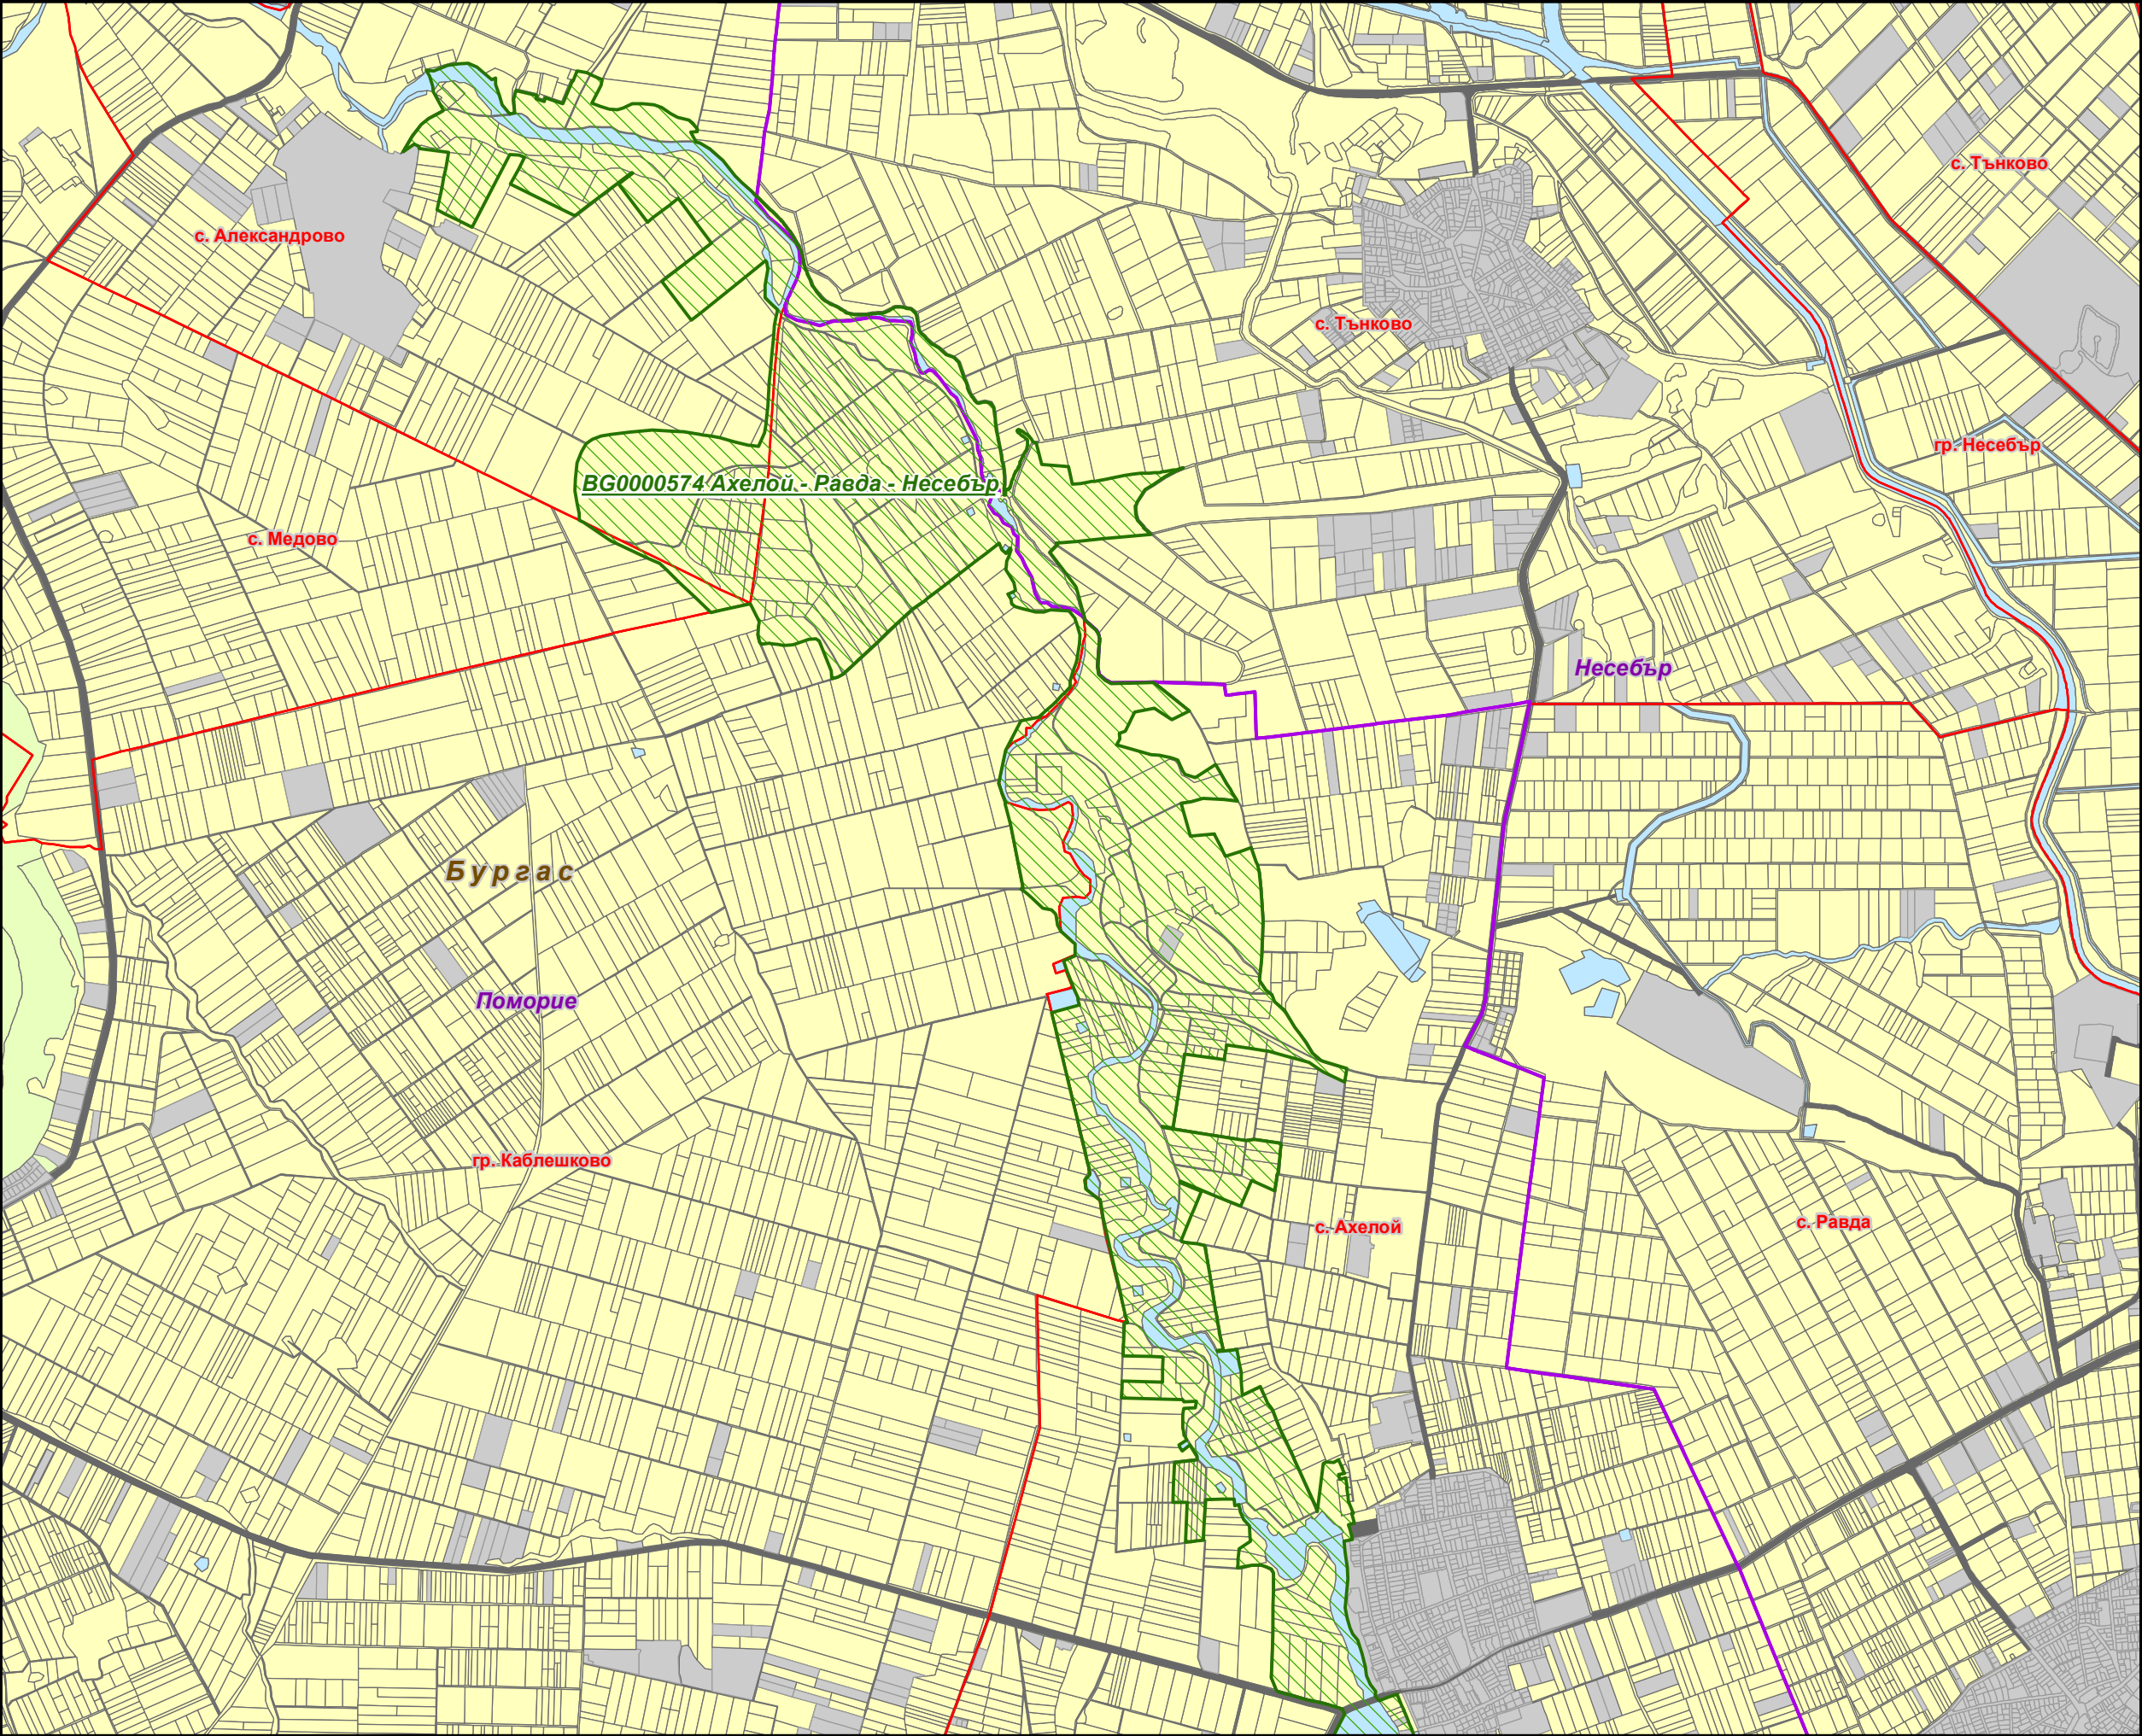 с. Тънково
с. Александрово
с. Тънково
гр. Несебър
BG0000574 Ахелой - Равда - Несебър
с. Медово
Несебър
Бургас
Поморие
гр. Каблешково
с. Ахелой
с. Равда